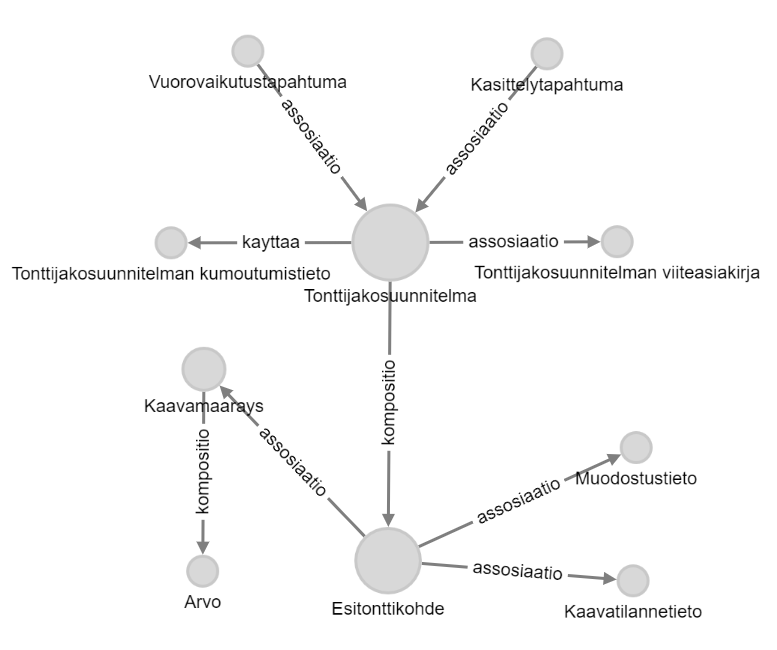 Vuorovaikutustapahtuma
Kasittelytapahtuma
assosiaatio
assosiaatio
kayttaa
assosiaatio
Tonttijakosuunnitelman kumoutumistieto
Tonttijakosuunnitelman viiteasiakirja
Tonttijakosuunnitelma
kompositio
Kaavamaarays
assosiaatio
kompositio
Muodostustieto
assosiaatio
assosiaatio
Arvo
Esitonttikohde
Kaavatilannetieto